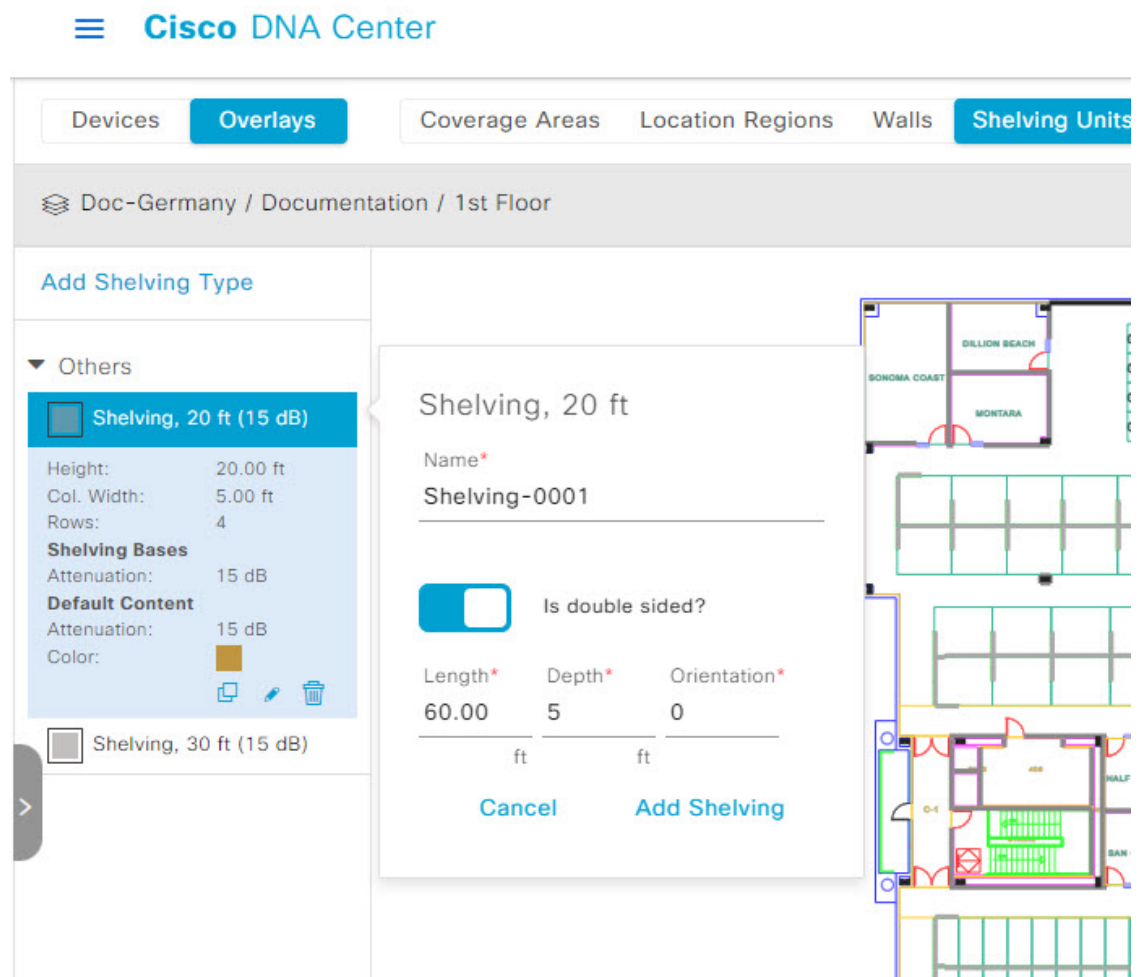 Cisco DNA Center
Devices Overlays Coverage Areas Location Regions Walls Shelving Units
Doc-Germany / Documentation / 1st Floor
Add Shelving Type
Others
Shelving, 20 ft (15 dB)
Height: 20.00 ft
Col. Width: 5.00 ft
Rows: 4
Shelving Bases
Attenuation: 15 dB
Default Content
Attenuation: 15 dB
Color:
Shelving, 30 ft (15 dB)
Shelving, 20 ft
Name*
Shelving-0001
Is double sided?
Length* Depth* Orientation*
60.00 5 0
ft ft
Cancel Add Shelving
DILLION BEACH
SONOMA COAST
MONTARA
C-1
HALF
SAN